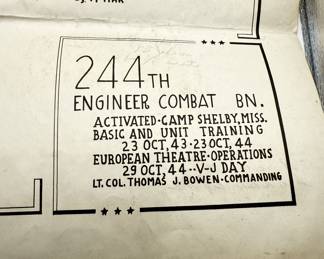 244TH
ENGINEER COMBAT BN.
ACTIVATED·CAMP SHELBY, MISS.
BASIC AND UNIT TRAINING
23 OCT, 43·23 OCT, 44
EUROPEAN THEATRE·OPERATIONS
29 OCT, 44··V-J DAY
LT. COL. THOMAS J. BOWEN·COMMANDING